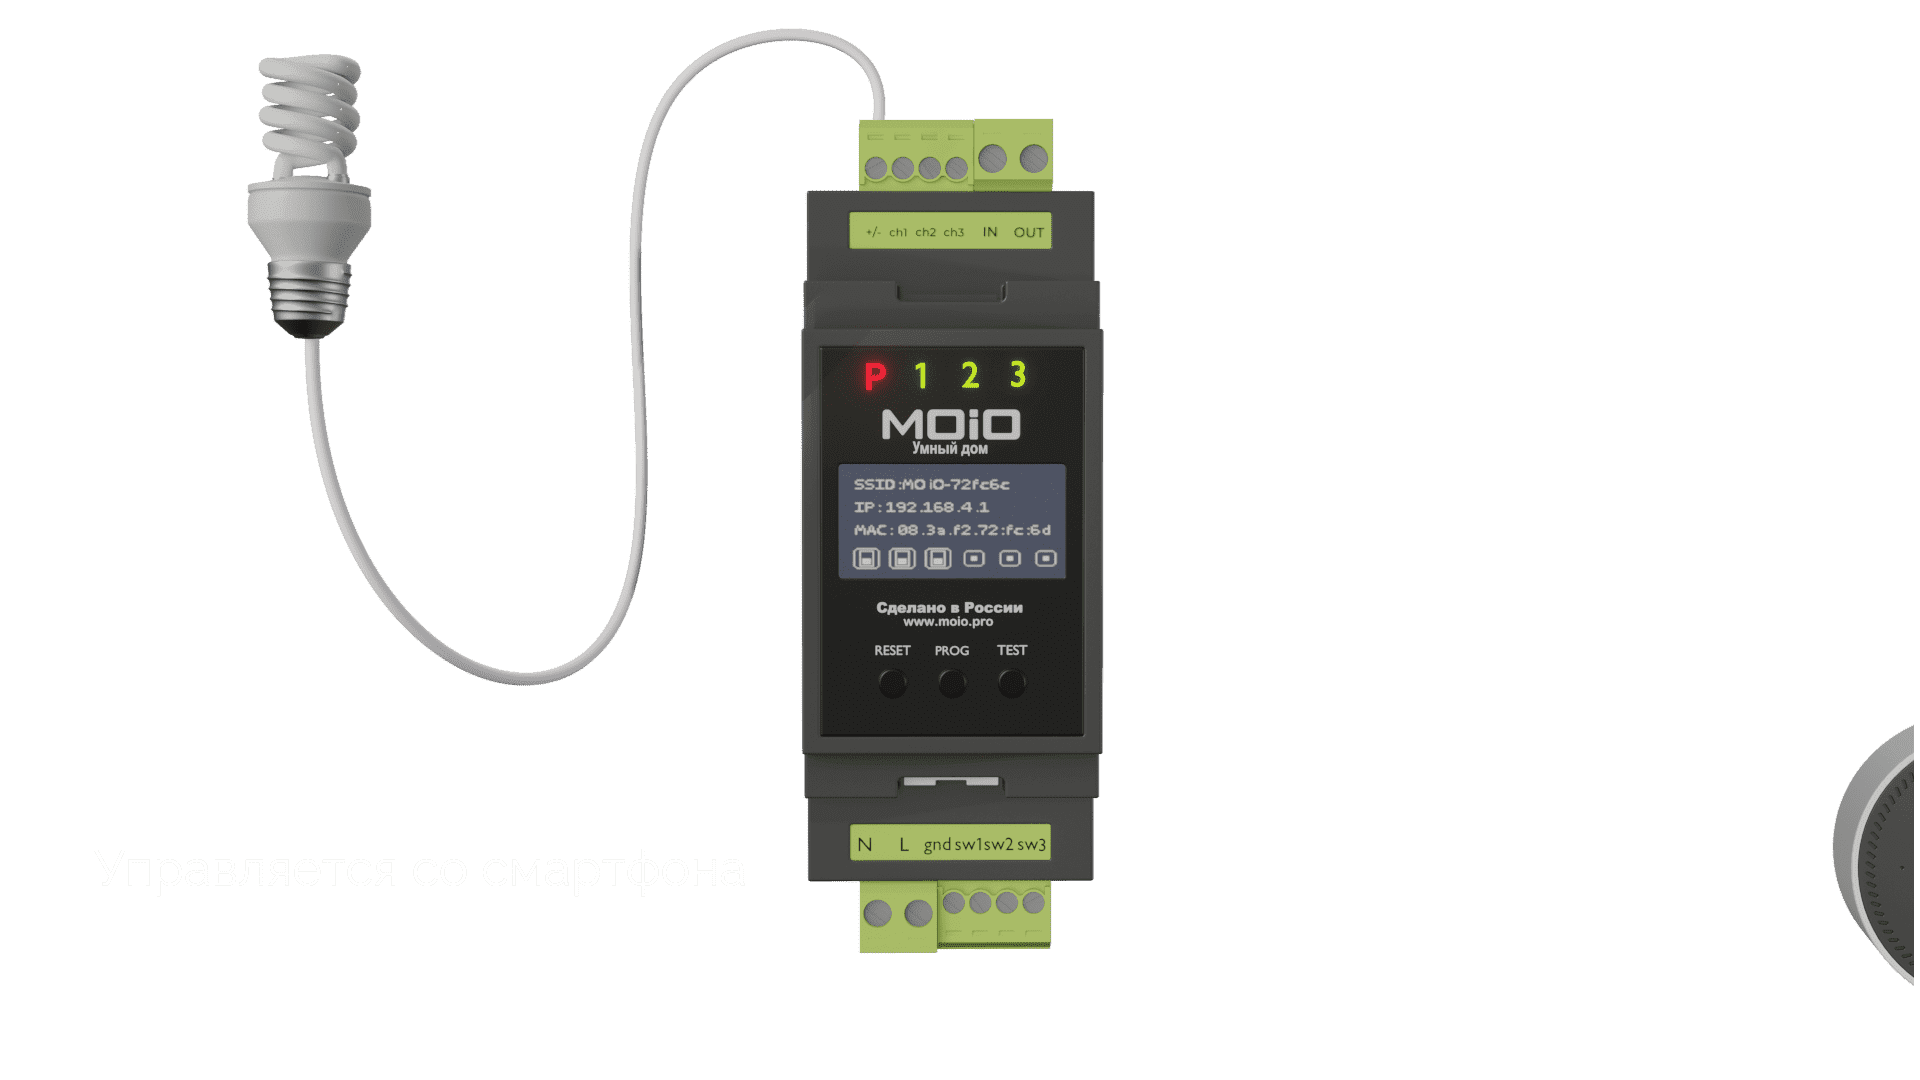 +/- ch1 ch2 ch3 IN OUT
P 1 2 3
MOiO
Умный дом
SSID:MOiO-72fc6c
IP:192.168.4.1
MAC:08.3a.f2.72:fc:6d
Сделано в России
www.moio.pro
RESET PROG TEST
N L gnd sw1 sw2 sw3
Управляется со смартфона